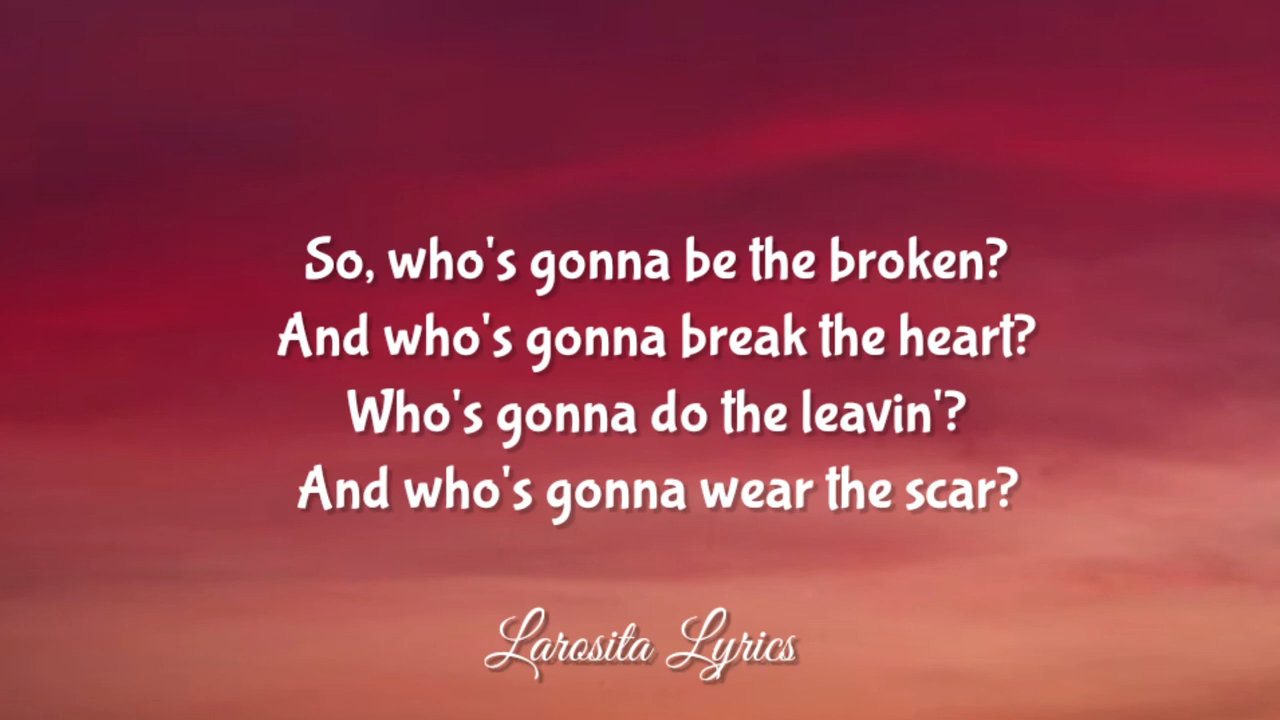 So, who's gonna be the broken?
And who's gonna break the heart?
Who's gonna do the leavin'?
And who's gonna wear the scar?
Larosita Lyrics